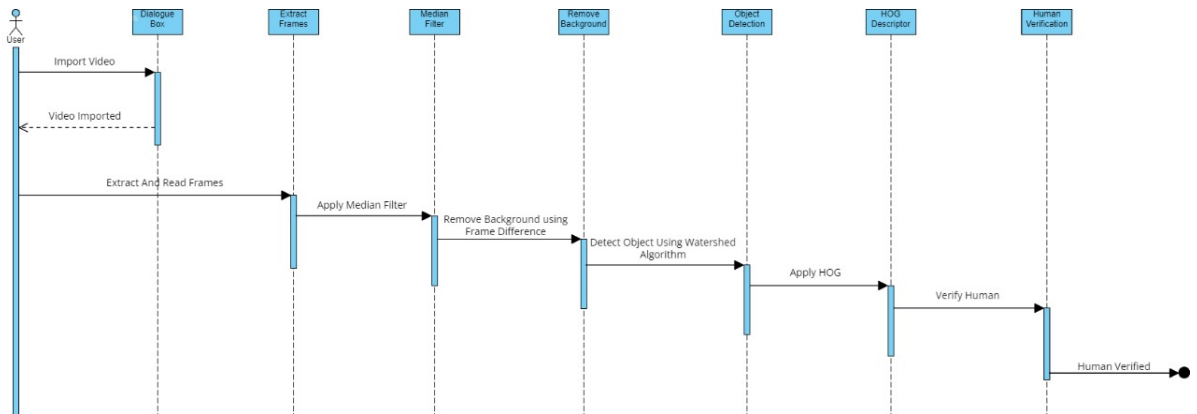 User
Dialogue
Box
Extract
Frames
Median
Filter
Remove
Background
Object
Detection
HOG
Descriptor
Human
Verification
Import Video
Video Imported
Extract And Read Frames
Apply Median Filter
Remove Background using
Frame Difference
Detect Object Using Watershed
Algorithm
Apply HOG
Verify Human
Human Verified